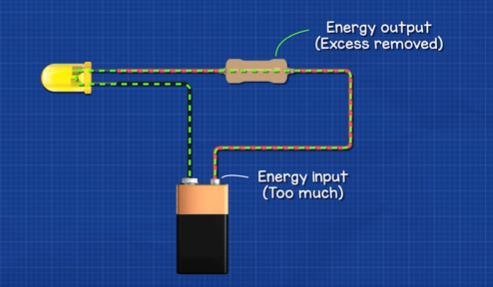 Energy output
(Excess removed)
Energy Input
(Too much)